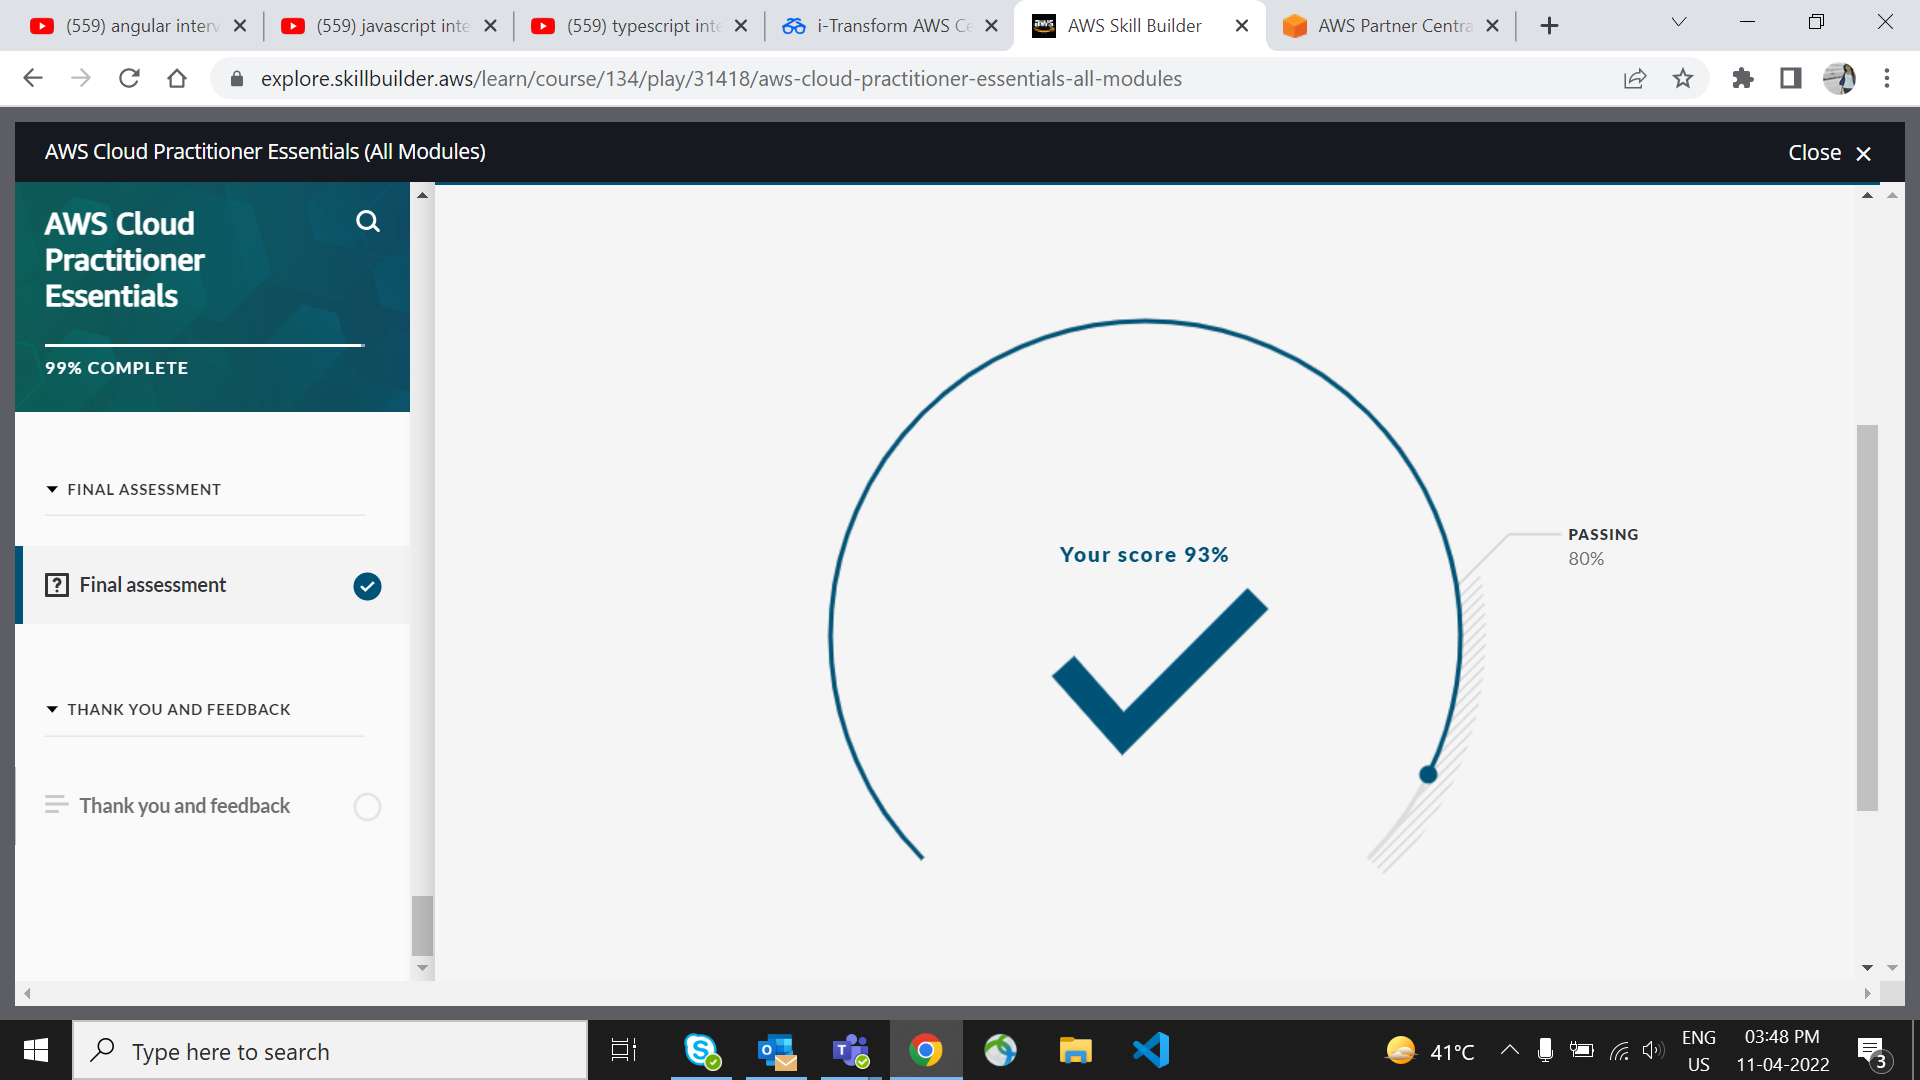 (559) angular interv
(559) javascript inte
(559) typescript inte
i-Transform AWS Ce
aws
AWS Skill Builder
AWS Partner Centra
explore.skillbuilder.aws/learn/course/134/play/31418/aws-cloud-practitioner-essentials-all-modules
AWS Cloud Practitioner Essentials (All Modules)
Close
AWS Cloud
Practitioner
Essentials
99% COMPLETE
FINAL ASSESSMENT
Final assessment
THANK YOU AND FEEDBACK
Thank you and feedback
Your score 93%
PASSING
80%
Type here to search
41°C
ENG
US
03:48 PM
11-04-2022
3